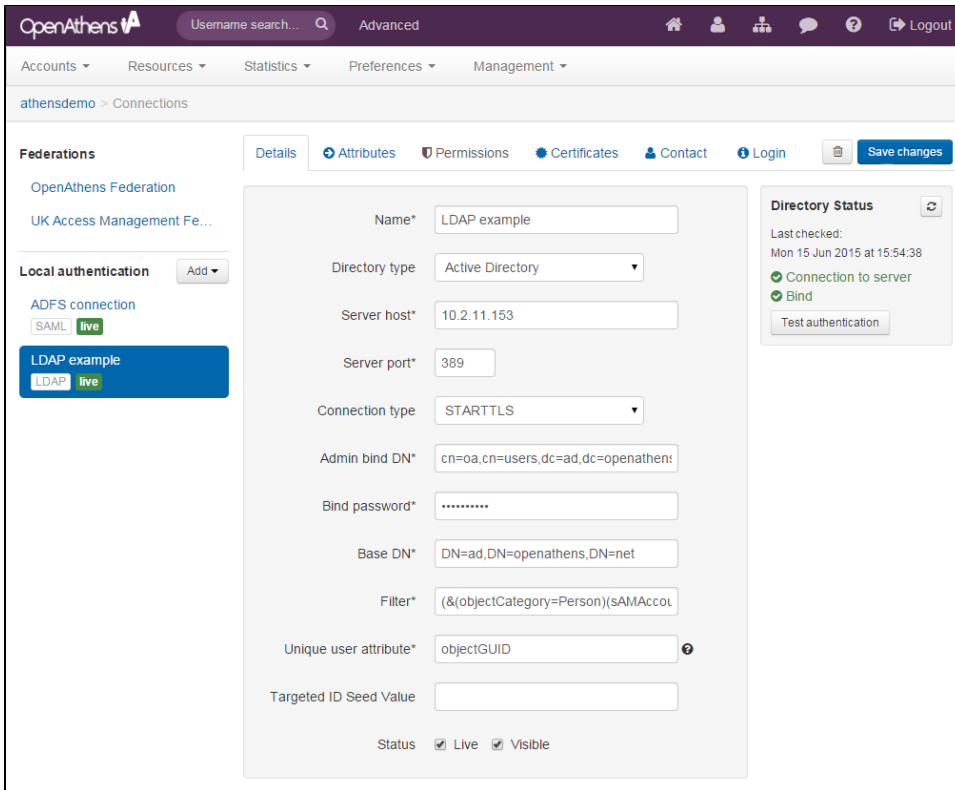 OpenAthens
Username search...
Advanced
Logout
Accounts
Resources
Statistics
Preferences
Management
athensdemo > Connections
Federations
OpenAthens Federation
UK Access Management Fe...
Local authentication
Add
ADFS connection
SAML live
LDAP example
LDAP live
Details
Attributes
Permissions
Certificates
Contact
Login
Save changes
Name* LDAP example
Directory type Active Directory
Server host* 10.2.11.153
Server port* 389
Connection type STARTTLS
Admin bind DN* cn=oa,cn=users,dc=ad,dc=openathens
Bind password* ••••••••••
Base DN* DN=ad,DN=openathens,DN=net
Filter* (&(objectCategory=Person)(sAMAccou
Unique user attribute* objectGUID
Targeted ID Seed Value
Status Live Visible
Directory Status
Last checked:
Mon 15 Jun 2015 at 15:54:38
Connection to server
Bind
Test authentication